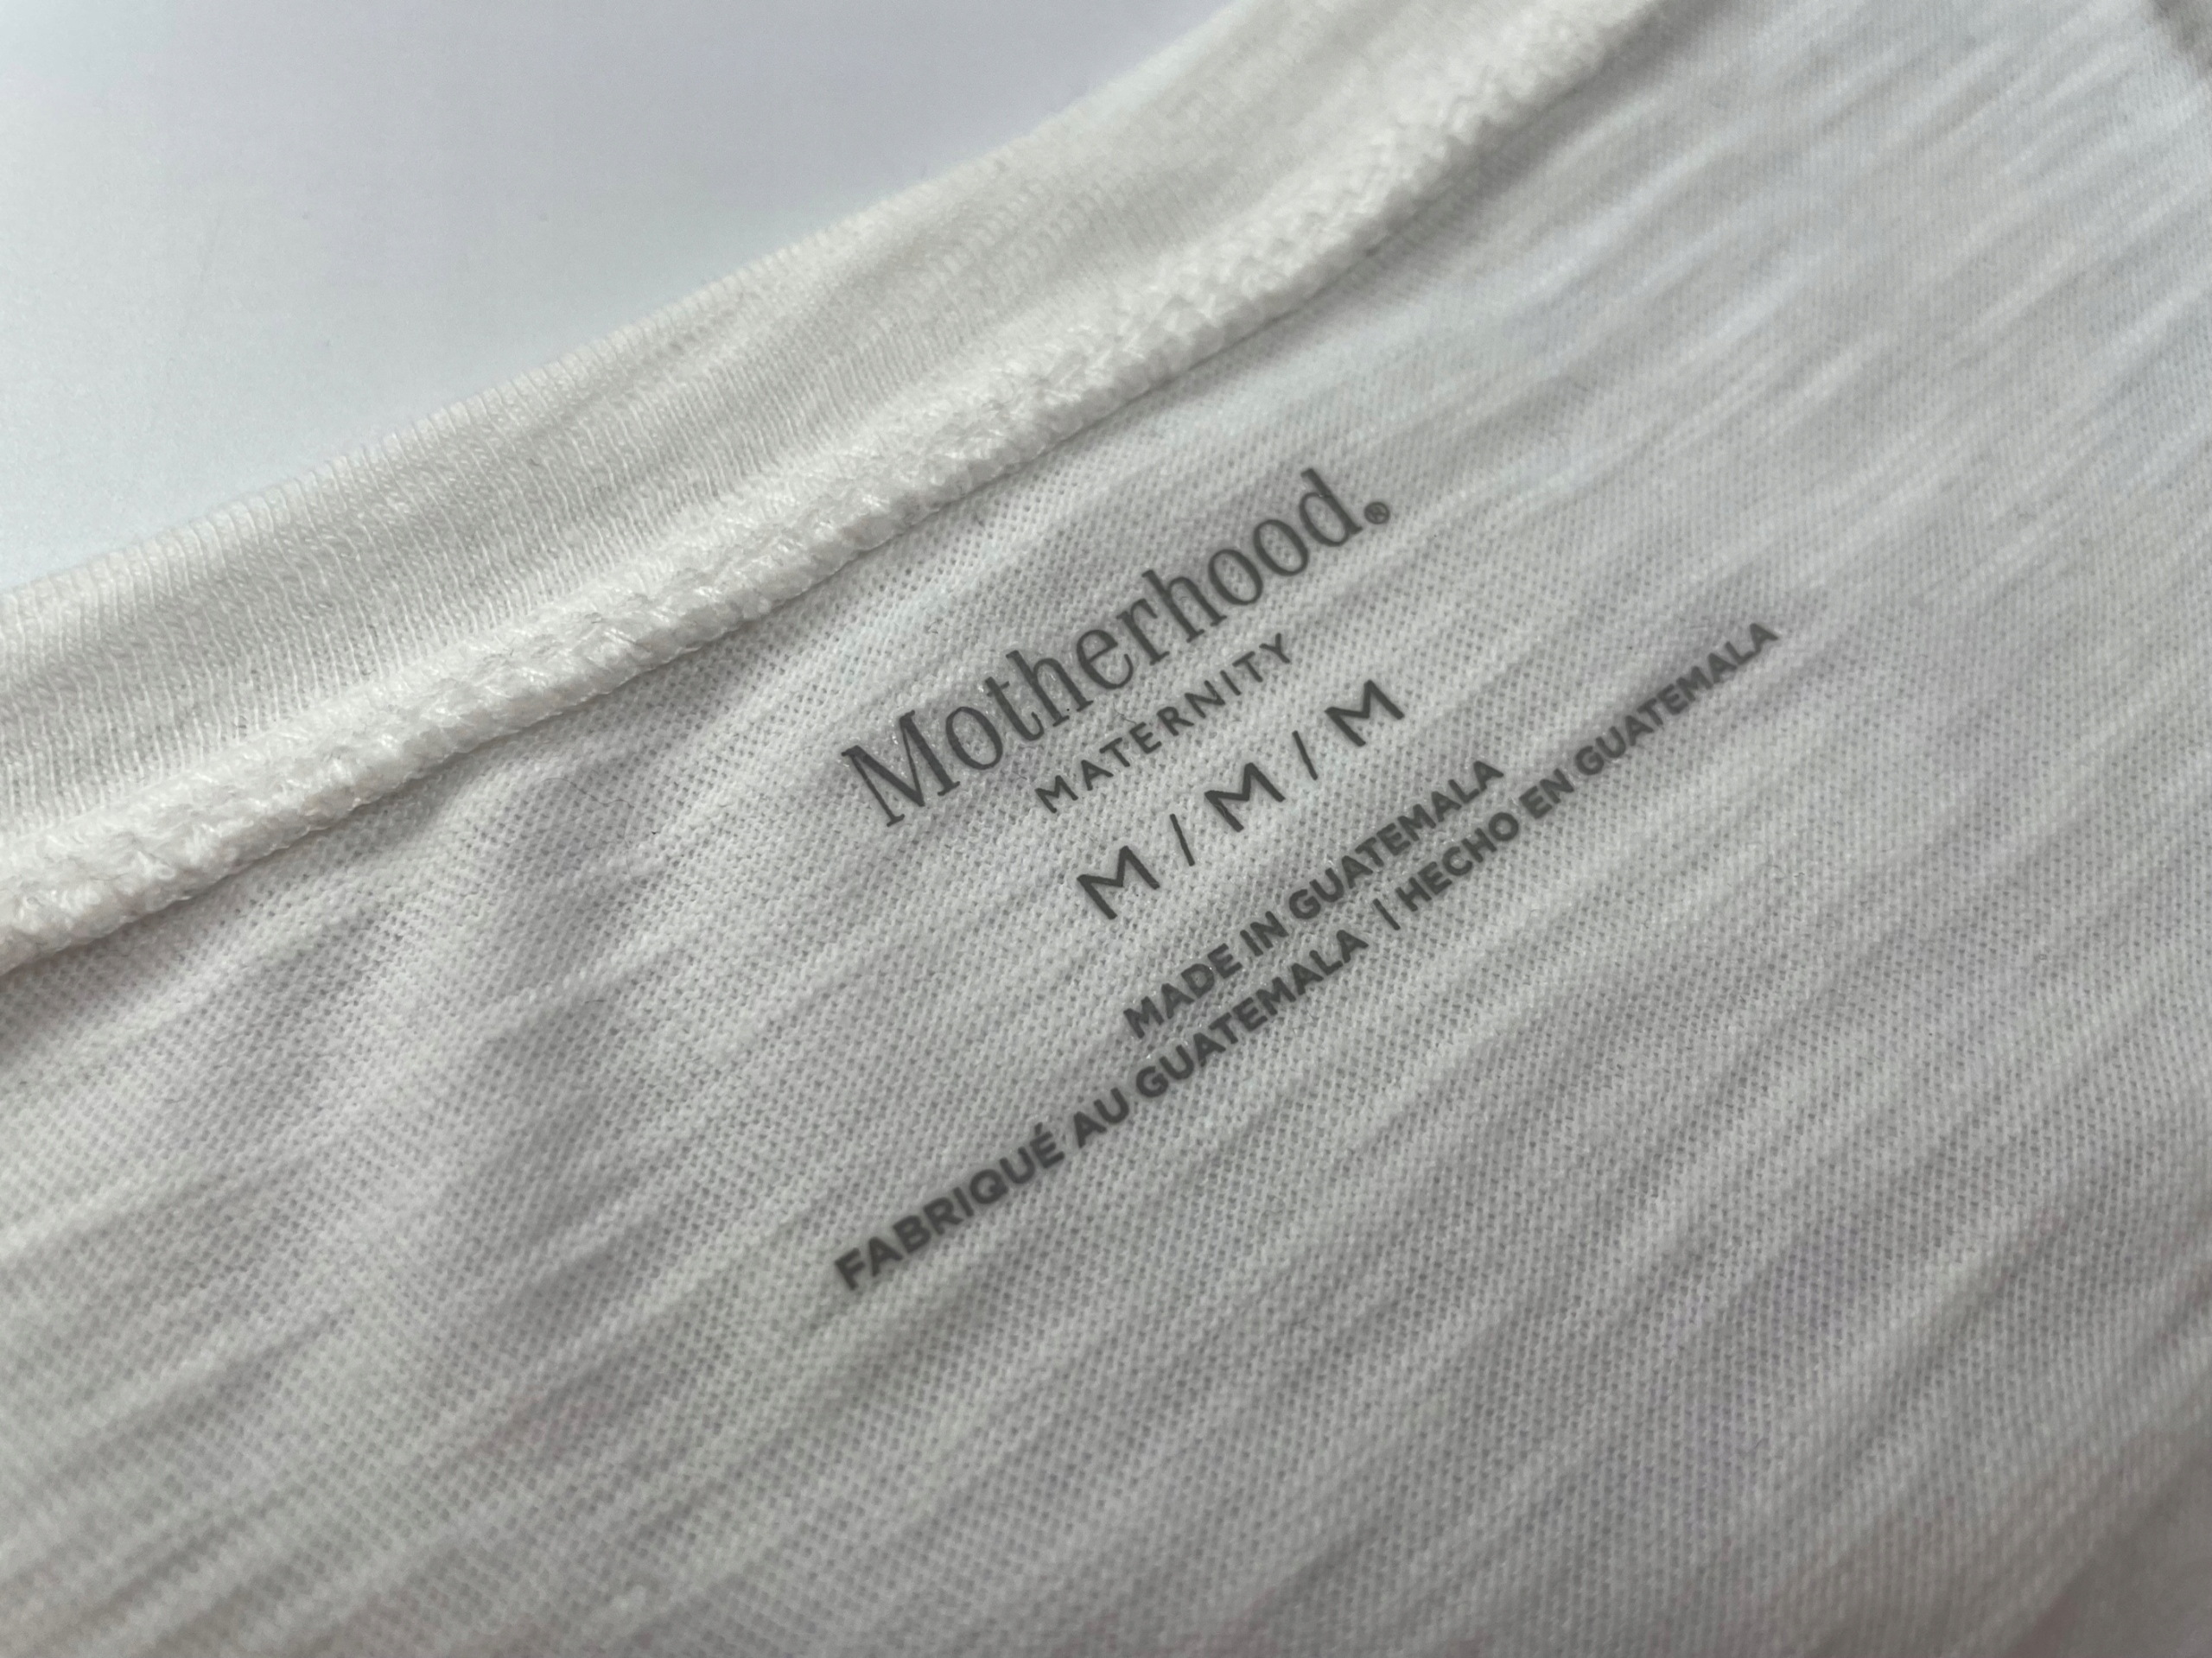 Motherhood.®
MATERNITY
M / M / M
MADE IN GUATEMALA
FABRIQUÉ AU GUATEMALA | HECHO EN GUATEMALA